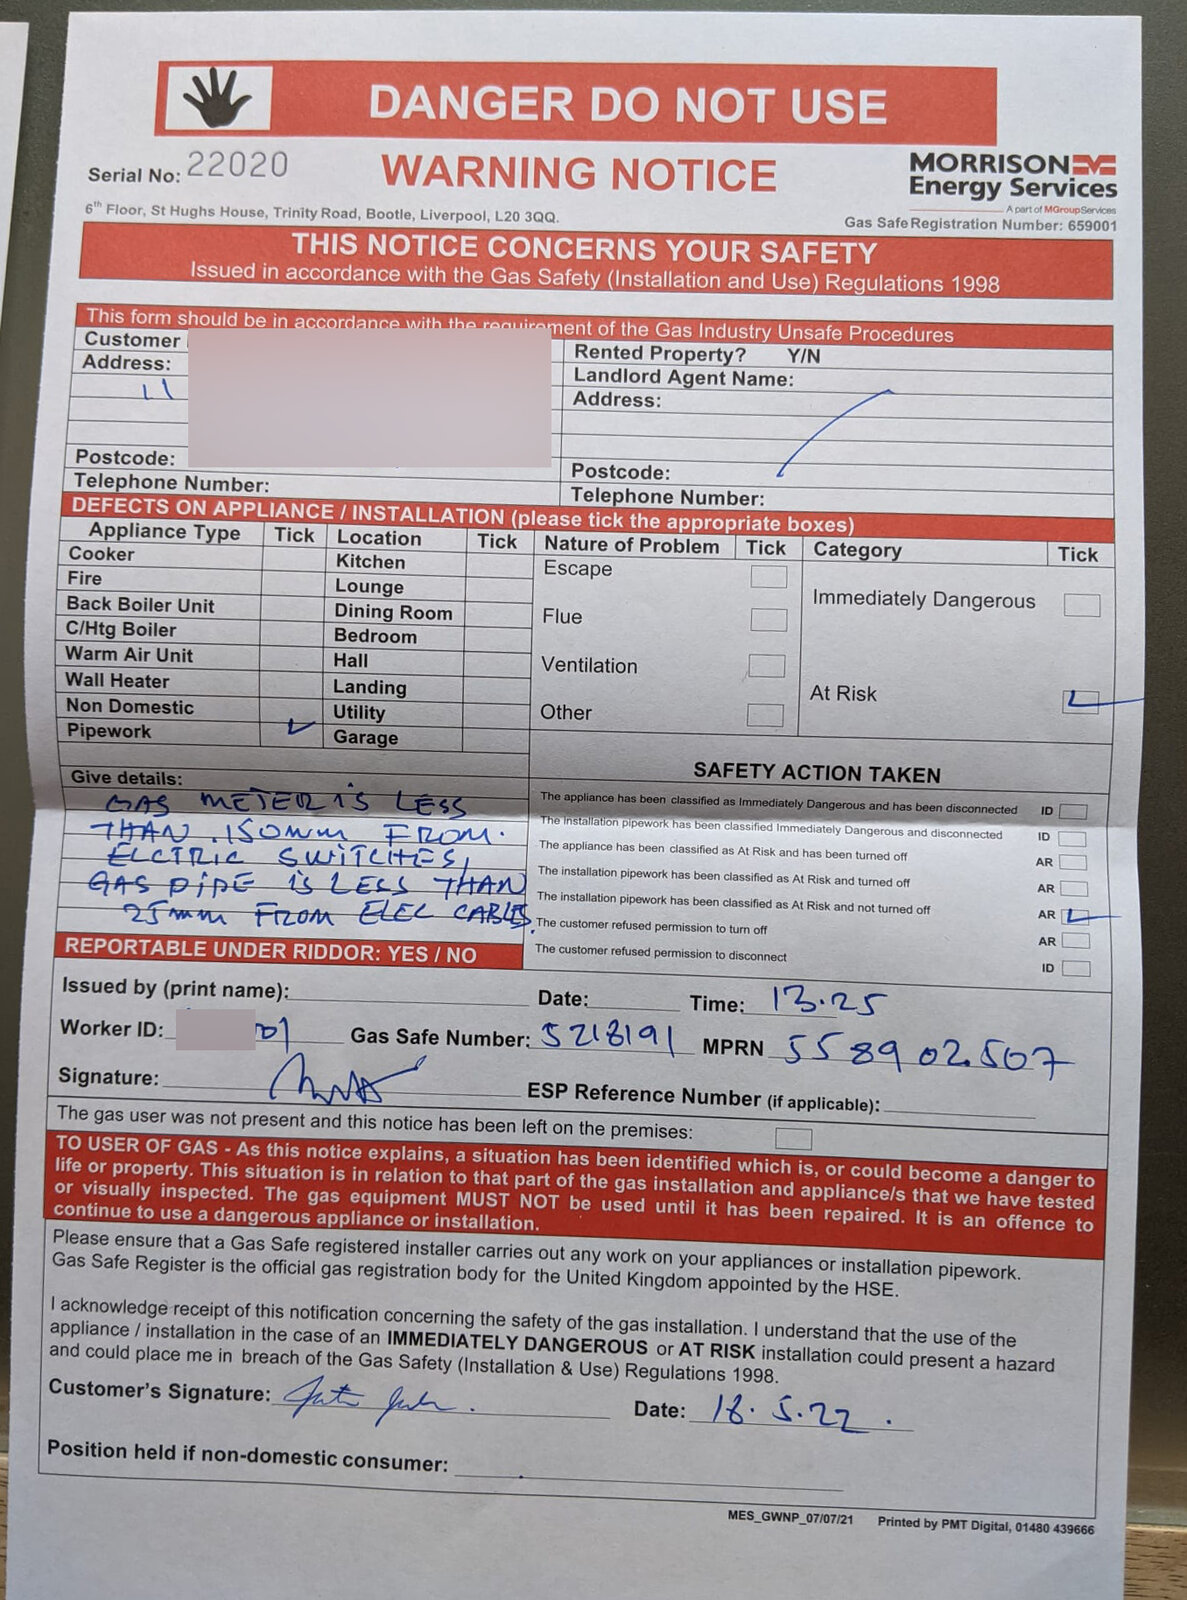 DANGER DO NOT USE
Serial No: 22020
WARNING NOTICE
MORRISON
Energy Services
A part of MGroupServices
6th Floor, St Hughs House, Trinity Road, Bootle, Liverpool, L20 3QQ.
Gas Safe Registration Number: 659001
THIS NOTICE CONCERNS YOUR SAFETY
Issued in accordance with the Gas Safety (Installation and Use) Regulations 1998
This form should be in accordance with the requirement of the Gas Industry Unsafe Procedures
Customer
Address:
11
Postcode:
Telephone Number:
Rented Property? Y/N
Landlord Agent Name:
Address:
Postcode:
Telephone Number:
DEFECTS ON APPLIANCE / INSTALLATION (please tick the appropriate boxes)
Appliance Type Tick Location Tick Nature of Problem Tick Category Tick
Cooker Kitchen
Fire Lounge
Back Boiler Unit Dining Room
C/Htg Boiler Bedroom
Warm Air Unit Hall
Wall Heater Landing
Non Domestic Utility
Pipework Garage
Escape
Flue
Ventilation
Other
Immediately Dangerous
At Risk
Give details:
GAS METER IS LESS
THAN 150mm FROM
ELCTRIC SWITCHES,
GAS PIPE IS LESS THAN
25mm FROM ELEC CABLES.
SAFETY ACTION TAKEN
The appliance has been classified as Immediately Dangerous and has been disconnected ID
The installation pipework has been classified Immediately Dangerous and disconnected ID
The appliance has been classified as At Risk and has been turned off AR
The installation pipework has been classified as At Risk and turned off AR
The installation pipework has been classified as At Risk and not turned off AR
The customer refused permission to turn off AR
The customer refused permission to disconnect ID
REPORTABLE UNDER RIDDOR: YES / NO
Issued by (print name): Date: Time: 13.25
Worker ID: 001 Gas Safe Number: 5218191 MPRN 558902507
Signature: ESP Reference Number (if applicable):
The gas user was not present and this notice has been left on the premises:
TO USER OF GAS - As this notice explains, a situation has been identified which is, or could become a danger to
life or property. This situation is in relation to that part of the gas installation and appliance/s that we have tested
or visually inspected. The gas equipment MUST NOT be used until it has been repaired. It is an offence to
continue to use a dangerous appliance or installation.
Please ensure that a Gas Safe registered installer carries out any work on your appliances or installation pipework.
Gas Safe Register is the official gas registration body for the United Kingdom appointed by the HSE.
I acknowledge receipt of this notification concerning the safety of the gas installation. I understand that the use of the
appliance / installation in the case of an IMMEDIATELY DANGEROUS or AT RISK installation could present a hazard
and could place me in breach of the Gas Safety (Installation & Use) Regulations 1998.
Customer's Signature: Date: 18.5.22.
Position held if non-domestic consumer:
MES_GWNP_07/07/21 Printed by PMT Digital, 01480 439666